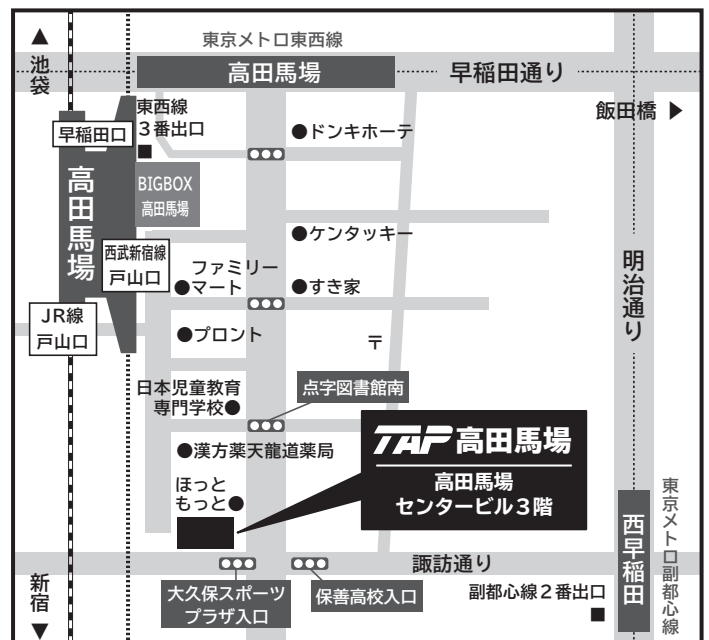 東京メトロ東西線
▲
池袋
高田馬場
早稲田通り
飯田橋 ▶
東西線
3番出口
■
早稲田口
●ドンキホーテ
BIGBOX
高田馬場
高田馬場
●ケンタッキー
西武新宿線
戸山口
ファミリー
●マート
●すき家
明治通り
JR線
戸山口
●プロント
〒
日本児童教育
専門学校●
点字図書館南
●漢方薬天龍道薬局
TAP高田馬場
高田馬場
センタービル3階
ほっと
もっと●
東京メトロ副都心線
西早稲田
諏訪通り
新宿
▼
大久保スポーツ
プラザ入口
保善高校入口
副都心線2番出口
■